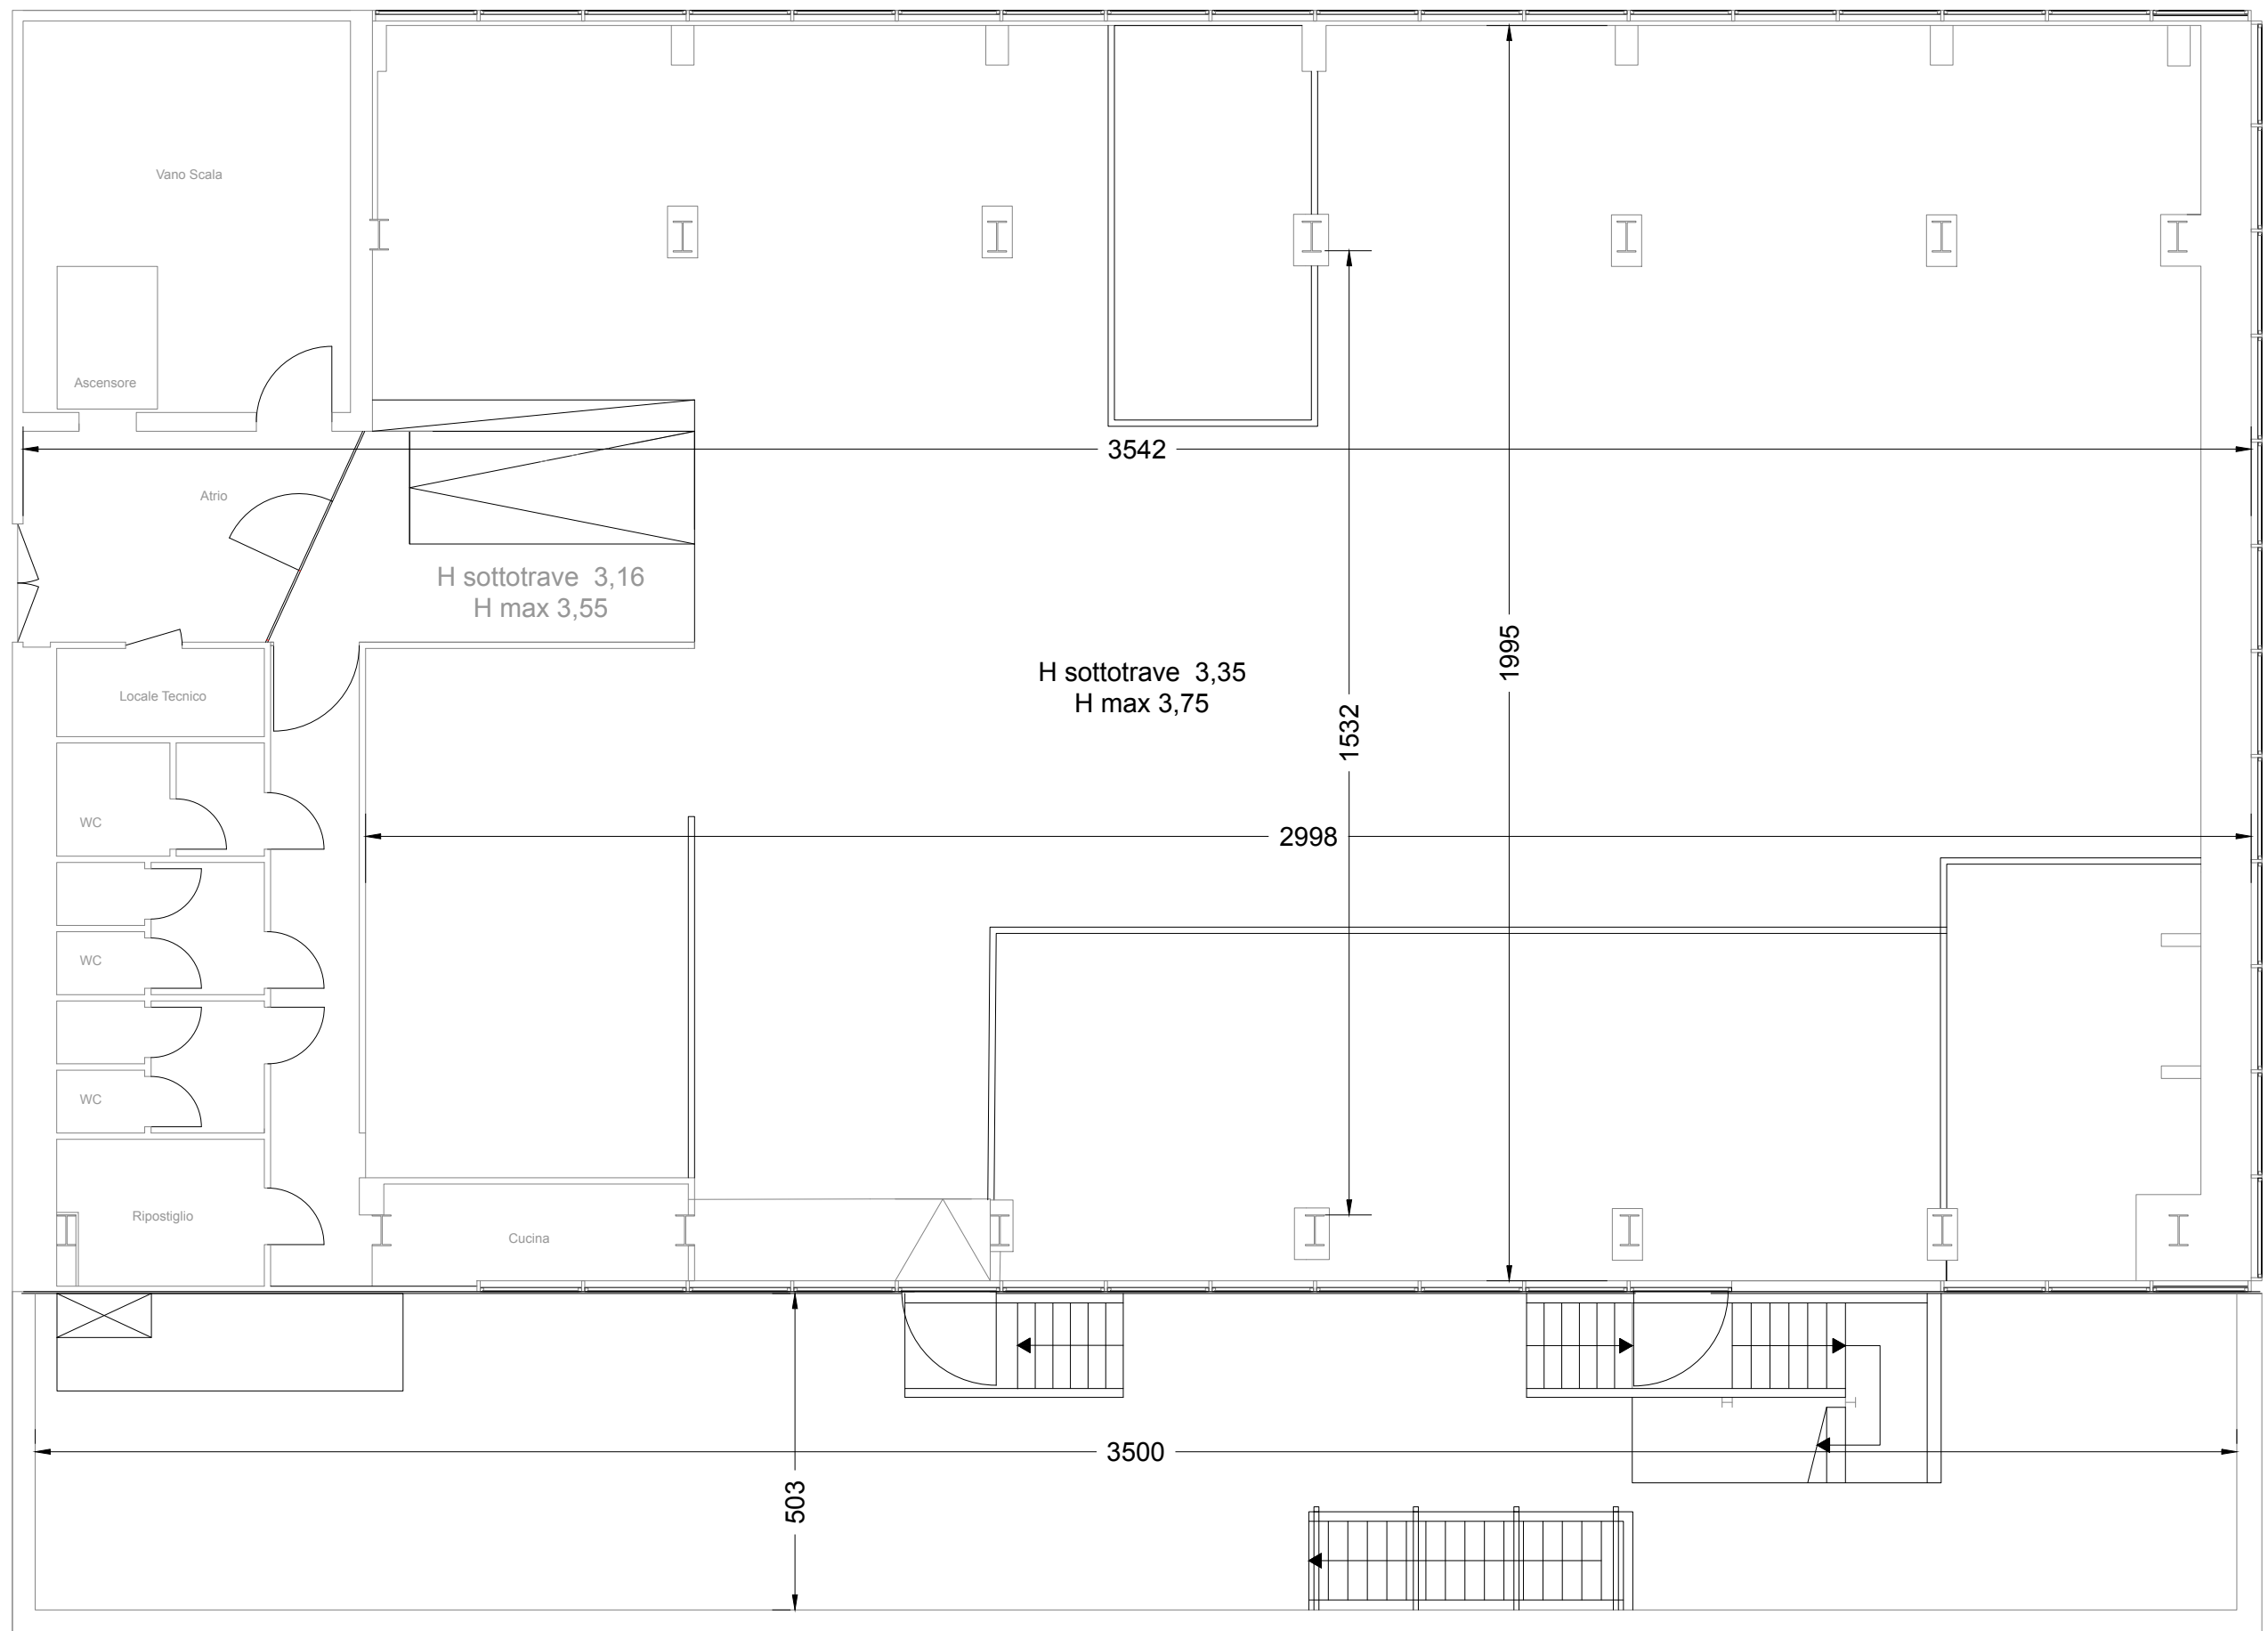 Vano Scala
Ascensore
3542
Atrio
H sottotrave 3,16
H max 3,55
1995
H sottotrave 3,35
H max 3,75
Locale Tecnico
1532
WC
2998
WC
WC
Ripostiglio
Cucina
3500
503